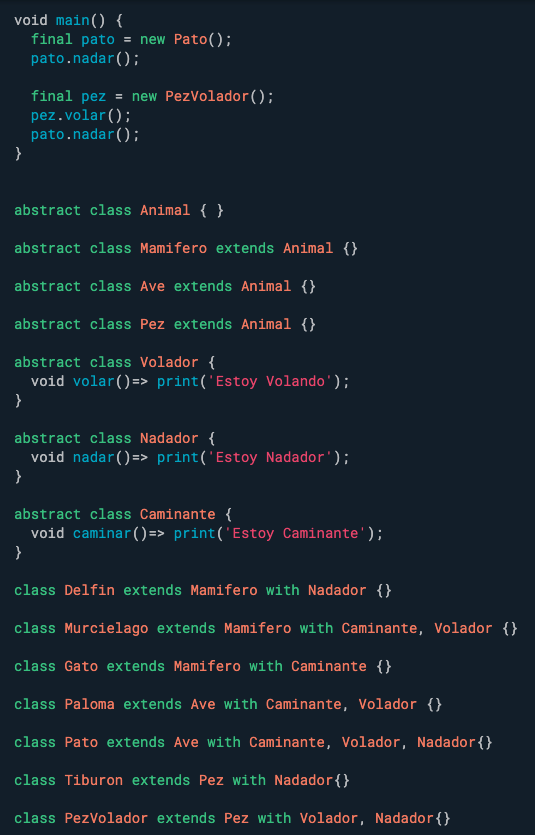 void main() {
  final pato = new Pato();
  pato.nadar();

  final pez = new PezVolador();
  pez.volar();
  pato.nadar();
}

abstract class Animal { }

abstract class Mamifero extends Animal {}

abstract class Ave extends Animal {}

abstract class Pez extends Animal {}

abstract class Volador {
  void volar()=> print('Estoy Volando');
}

abstract class Nadador {
  void nadar()=> print('Estoy Nadador');
}

abstract class Caminante {
  void caminar()=> print('Estoy Caminante');
}

class Delfin extends Mamifero with Nadador {}

class Murcielago extends Mamifero with Caminante, Volador {}

class Gato extends Mamifero with Caminante {}

class Paloma extends Ave with Caminante, Volador {}

class Pato extends Ave with Caminante, Volador, Nadador{}

class Tiburon extends Pez with Nadador{}

class PezVolador extends Pez with Volador, Nadador{}